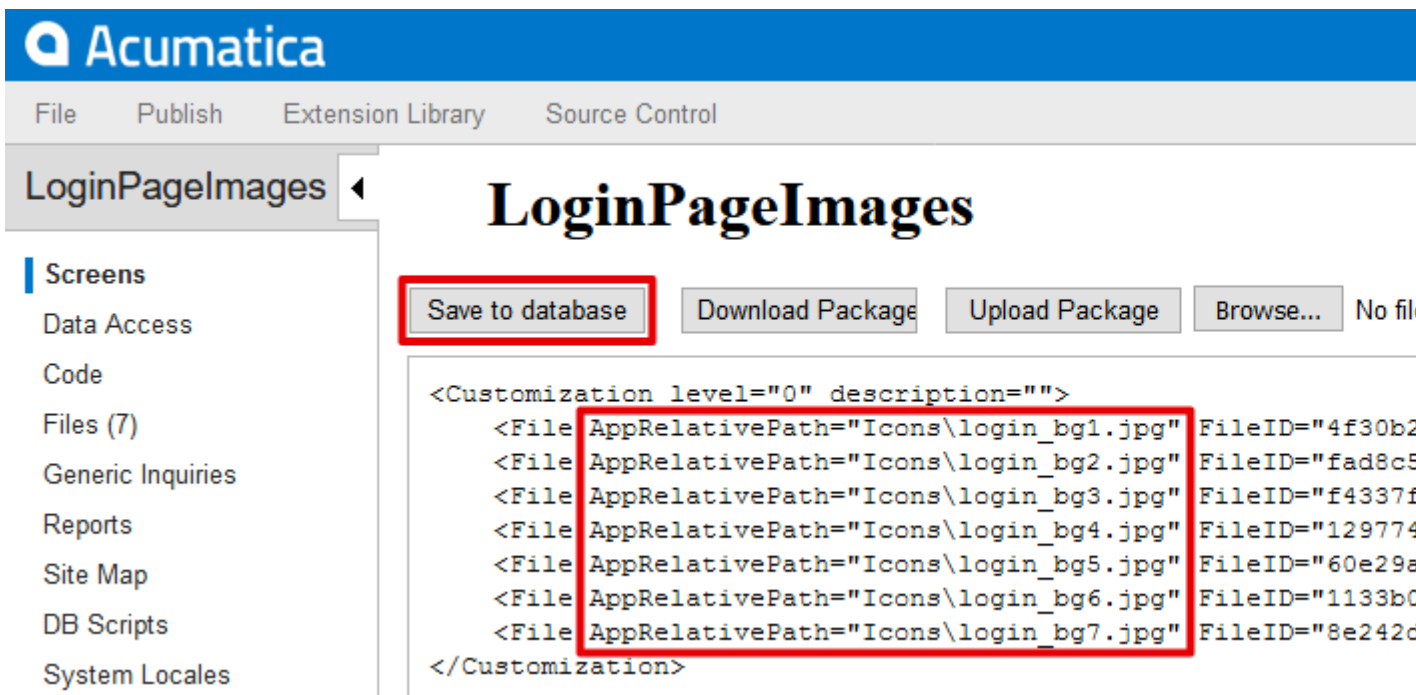 Acumatica
File Publish Extension Library Source Control
LoginPageImages
LoginPageImages
Screens
Data Access
Code
Files (7)
Generic Inquiries
Reports
Site Map
DB Scripts
System Locales
Save to database Download Package Upload Package Browse... No fil
<Customization level="0" description="">
<File AppRelativePath="Icons\login_bg1.jpg" FileID="4f30b2
<File AppRelativePath="Icons\login_bg2.jpg" FileID="fad8c5
<File AppRelativePath="Icons\login_bg3.jpg" FileID="f4337f
<File AppRelativePath="Icons\login_bg4.jpg" FileID="129774
<File AppRelativePath="Icons\login_bg5.jpg" FileID="60e29a
<File AppRelativePath="Icons\login_bg6.jpg" FileID="1133b0
<File AppRelativePath="Icons\login_bg7.jpg" FileID="8e242d
</Customization>